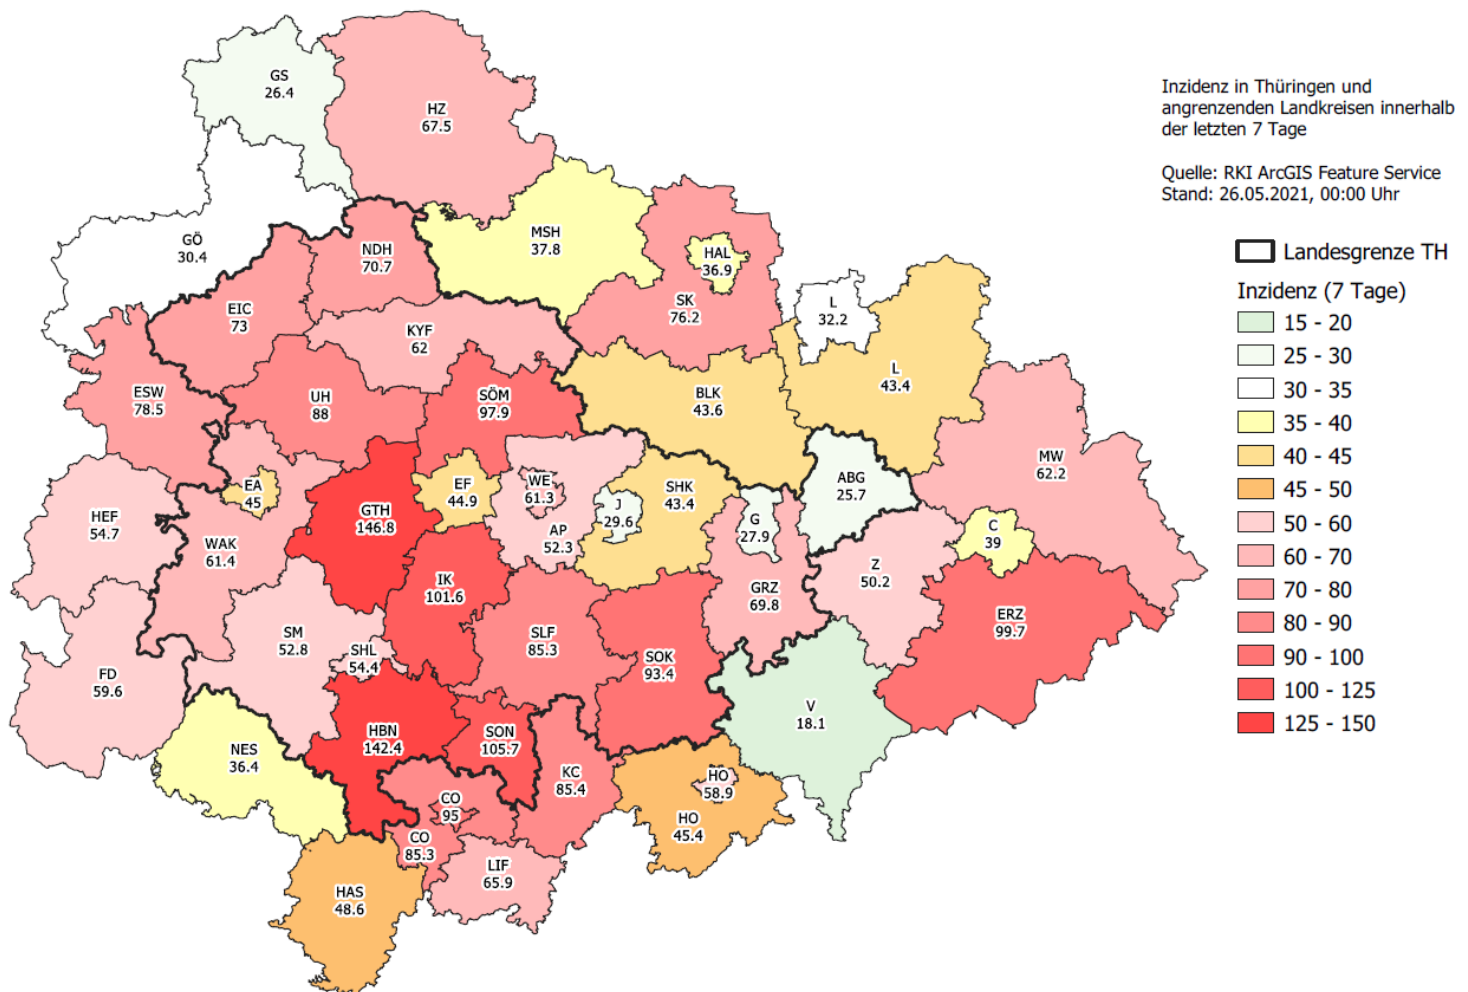 Inzidenz in Thüringen und
angrenzenden Landkreisen innerhalb
der letzten 7 Tage
Quelle: RKI ArcGIS Feature Service
Stand: 26.05.2021, 00:00 Uhr
Landesgrenze TH
Inzidenz (7 Tage)
15 - 20
25 - 30
30 - 35
35 - 40
40 - 45
45 - 50
50 - 60
60 - 70
70 - 80
80 - 90
90 - 100
100 - 125
125 - 150
GS
26.4
HZ
67.5
GÖ
30.4
NDH
70.7
MSH
37.8
HAL
36.9
SK
76.2
L
32.2
L
43.4
EIC
73
KYF
62
ESW
78.5
UH
88
SÖM
97.9
BLK
43.6
MW
62.2
EA
45
GTH
146.8
EF
44.9
WE
61.3
AP
52.3
J
29.6
SHK
43.4
G
27.9
ABG
25.7
C
39
HEF
54.7
WAK
61.4
IK
101.6
GRZ
69.8
Z
50.2
ERZ
99.7
SM
52.8
SHL
54.4
SLF
85.3
SOK
93.4
FD
59.6
V
18.1
NES
36.4
HBN
142.4
SON
105.7
KC
85.4
HO
58.9
HO
45.4
CO
95
CO
85.3
LIF
65.9
HAS
48.6